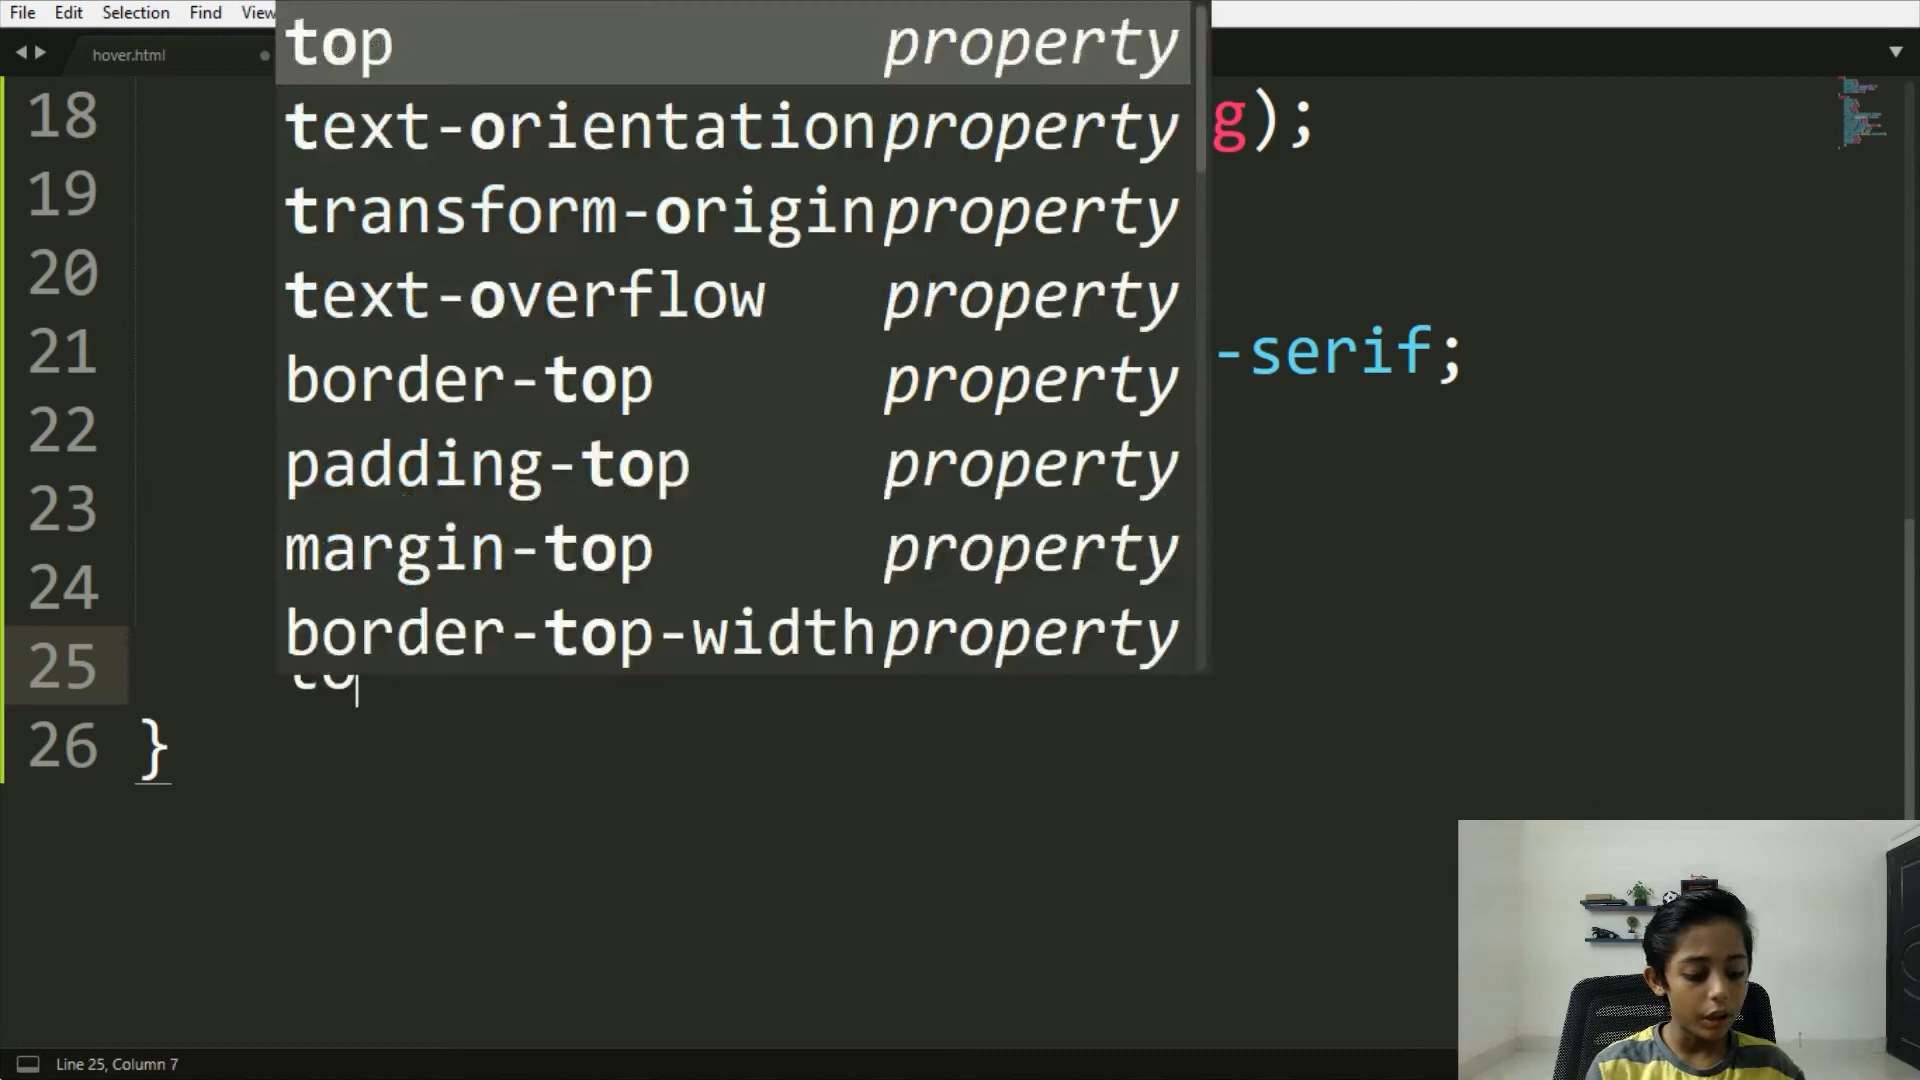 File Edit Selection Find View
hover.html
18 g);
19
20
21 -serif;
22
23
24
25 to
26 }
top property
text-orientation property
transform-origin property
text-overflow property
border-top property
padding-top property
margin-top property
border-top-width property
Line 25, Column 7